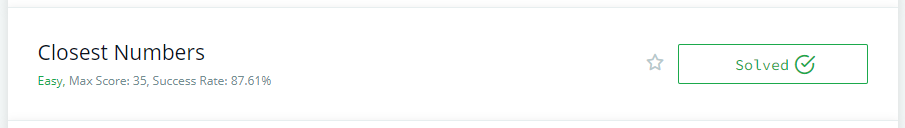 Closest Numbers
Easy, Max Score: 35, Success Rate: 87.61%
Solved